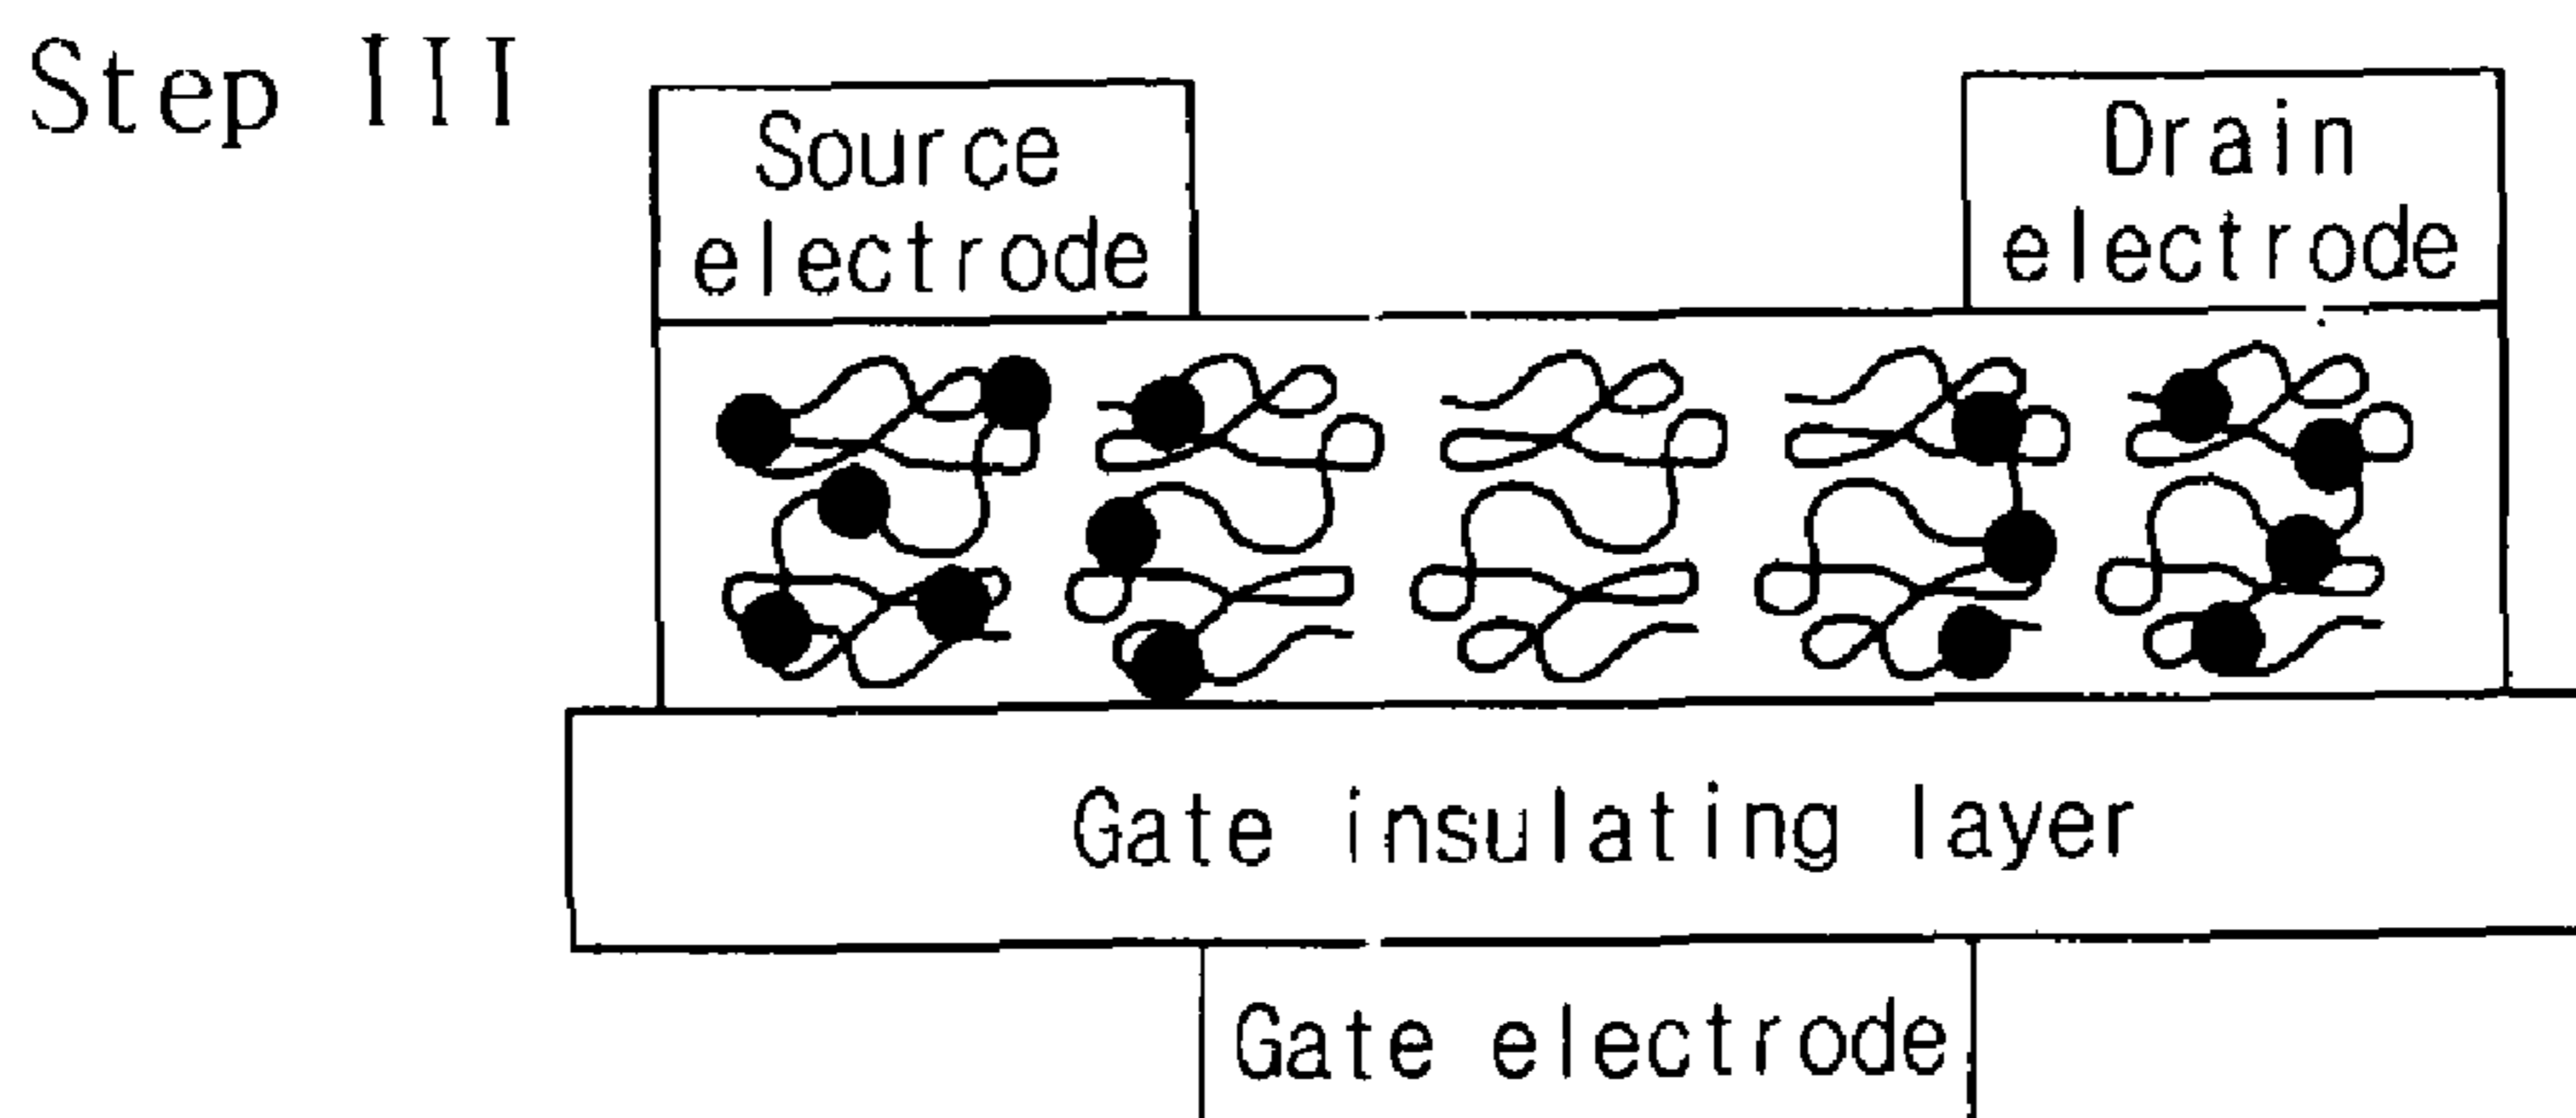 Step III
Source
electrode
Drain
electrode
Gate insulating layer
Gate electrode